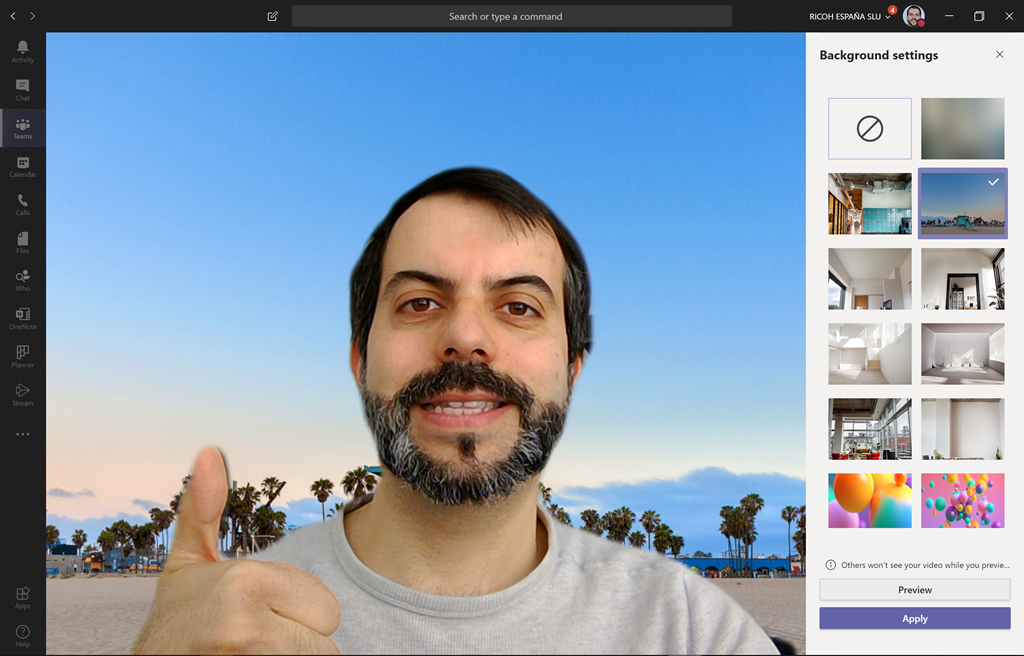 Search or type a command
RICOH ESPAÑA SLU
4
Activity
Chat
Teams
Calendar
Calls
Files
Who
OneNote
Planner
Stream
Apps
Help
Background settings
Others won't see your video while you previe...
Preview
Apply